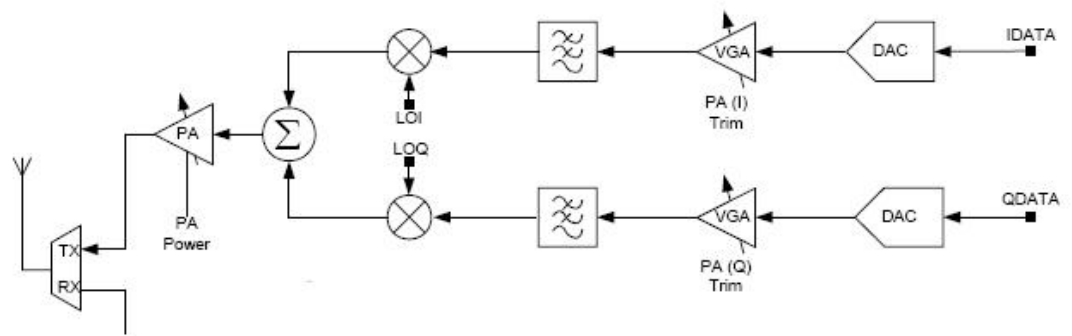 IDATA
DAC
VGA
PA (I)
Trim
LOI
LOQ
Σ
PA
PA
Power
QDATA
DAC
VGA
PA (Q)
Trim
TX
RX